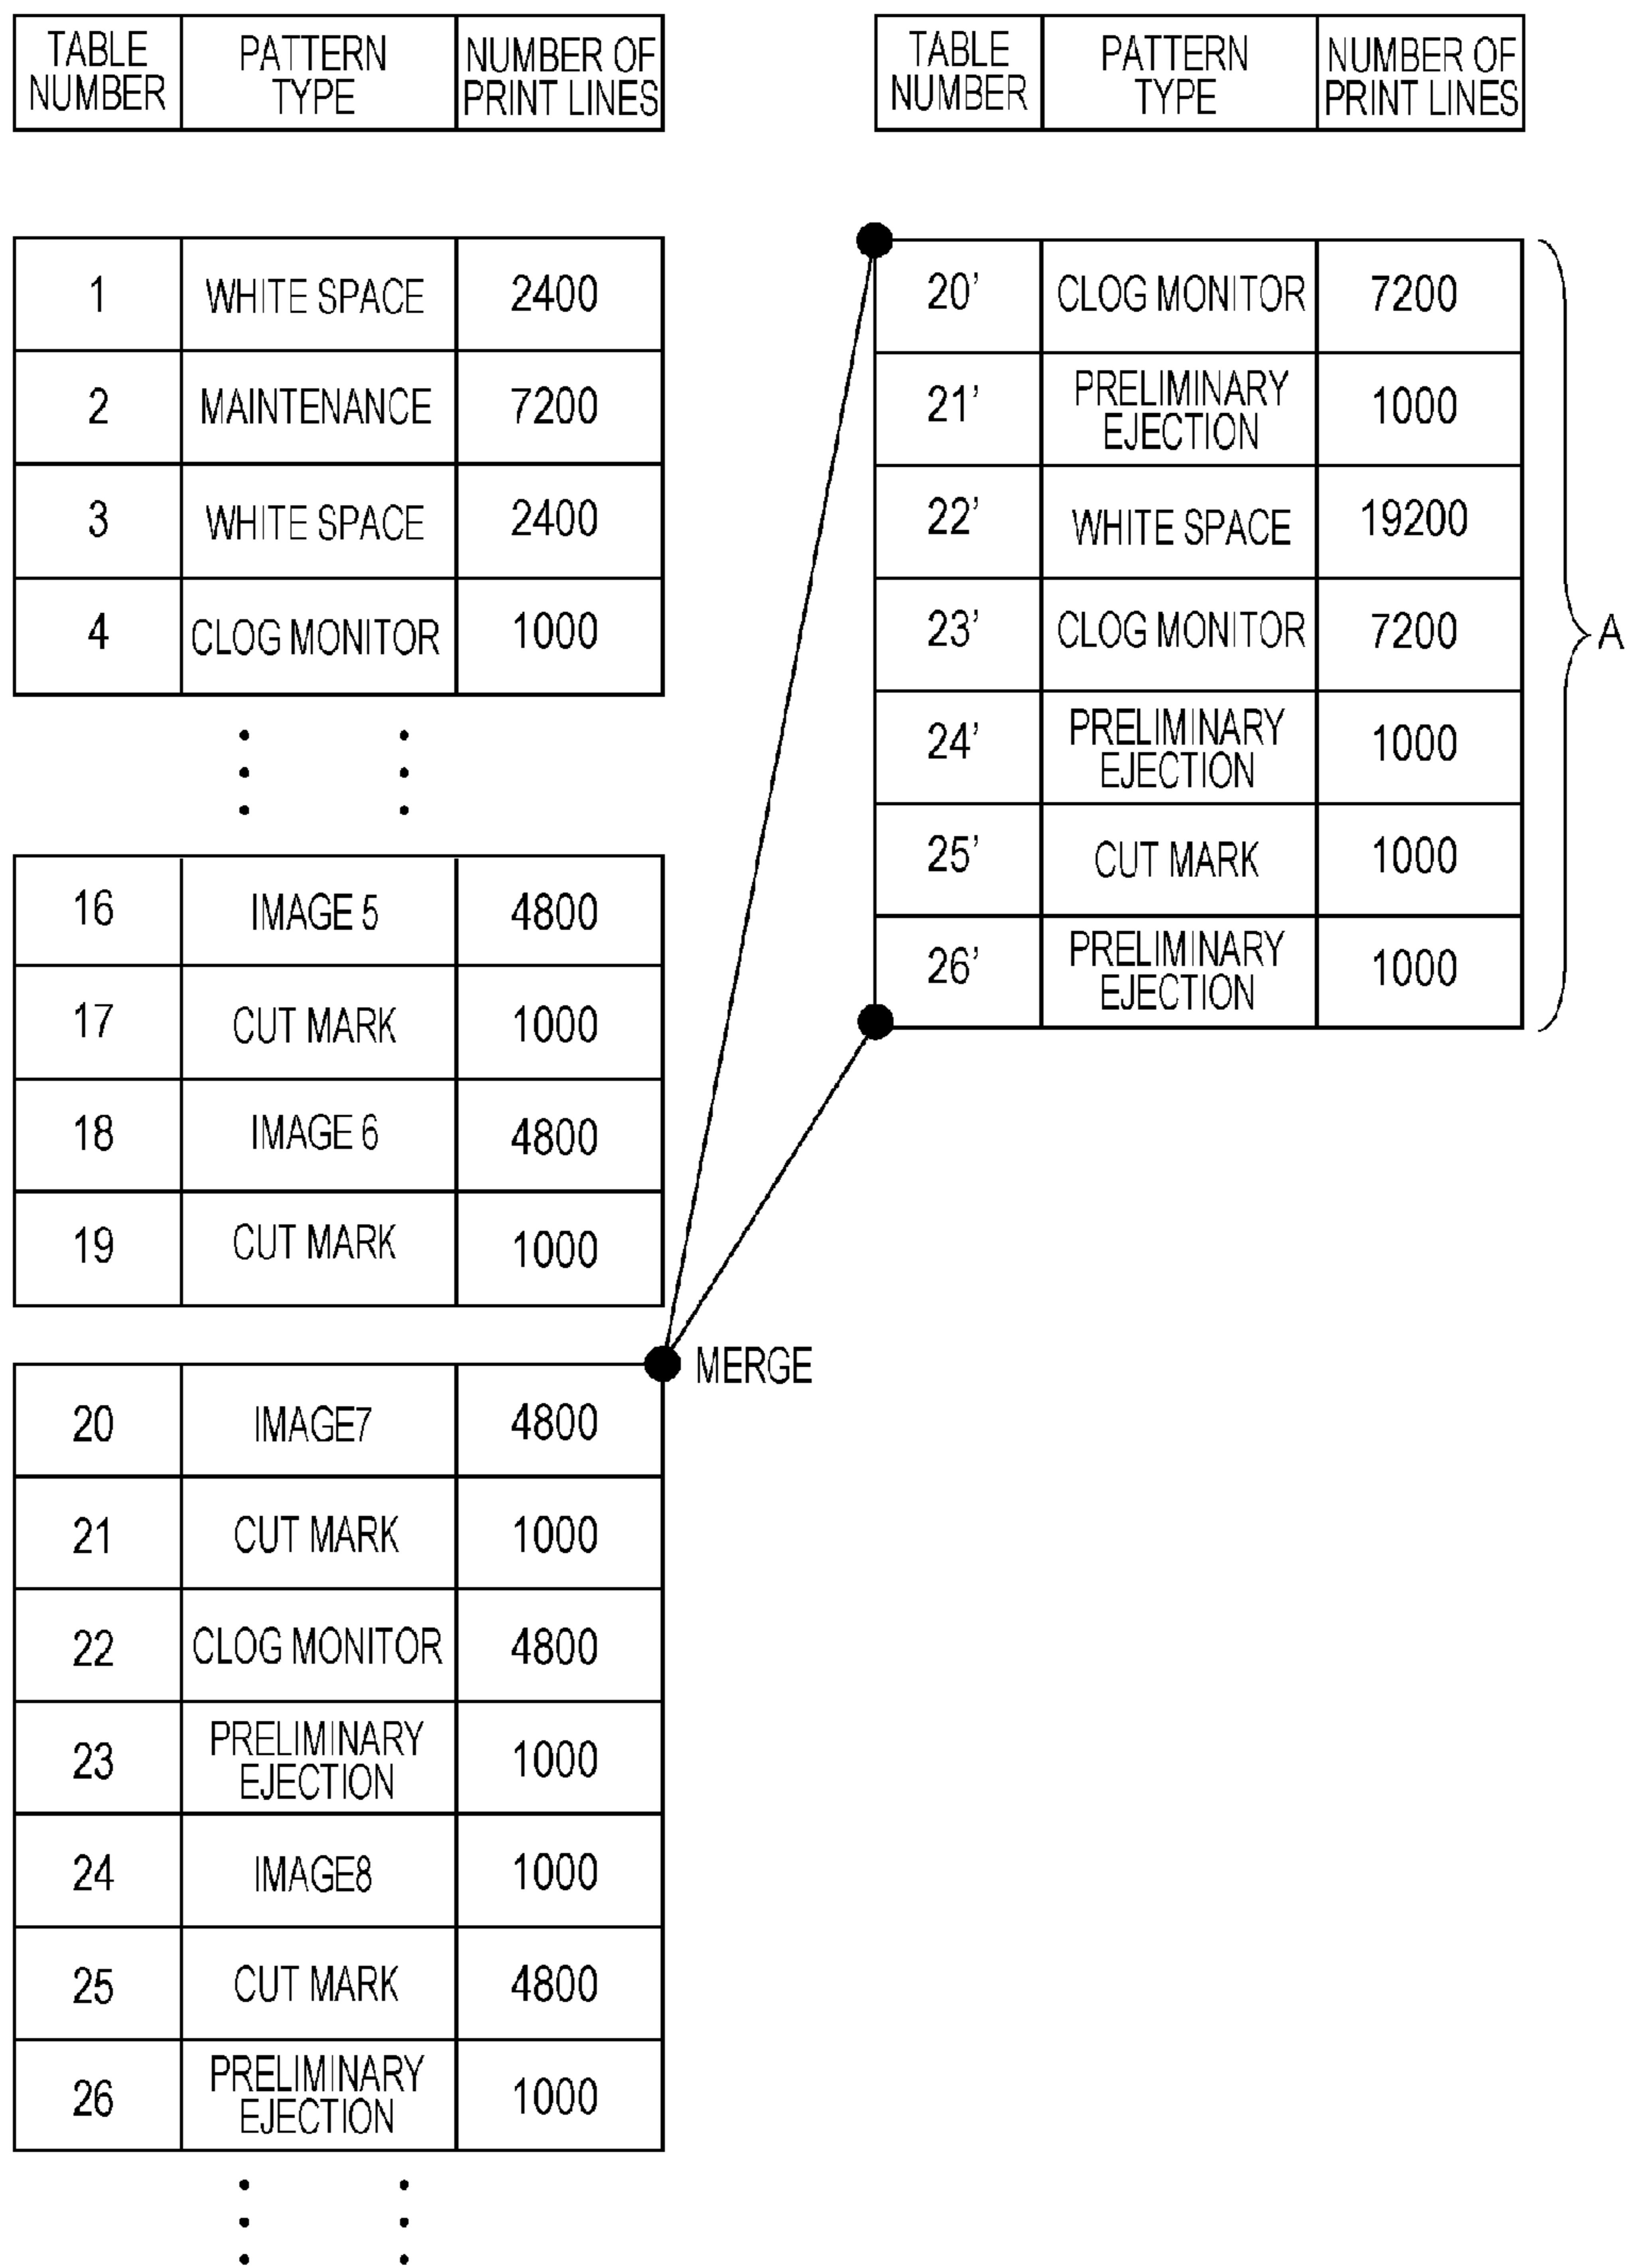 TABLE NUMBER PATTERN TYPE NUMBER OF PRINT LINES
1 WHITE SPACE 2400
2 MAINTENANCE 7200
3 WHITE SPACE 2400
4 CLOG MONITOR 1000
16 IMAGE 5 4800
17 CUT MARK 1000
18 IMAGE 6 4800
19 CUT MARK 1000
MERGE
20 IMAGE7 4800
21 CUT MARK 1000
22 CLOG MONITOR 4800
23 PRELIMINARY EJECTION 1000
24 IMAGE8 1000
25 CUT MARK 4800
26 PRELIMINARY EJECTION 1000
TABLE NUMBER PATTERN TYPE NUMBER OF PRINT LINES
20' CLOG MONITOR 7200
21' PRELIMINARY EJECTION 1000
22' WHITE SPACE 19200
23' CLOG MONITOR 7200
24' PRELIMINARY EJECTION 1000
25' CUT MARK 1000
26' PRELIMINARY EJECTION 1000
A